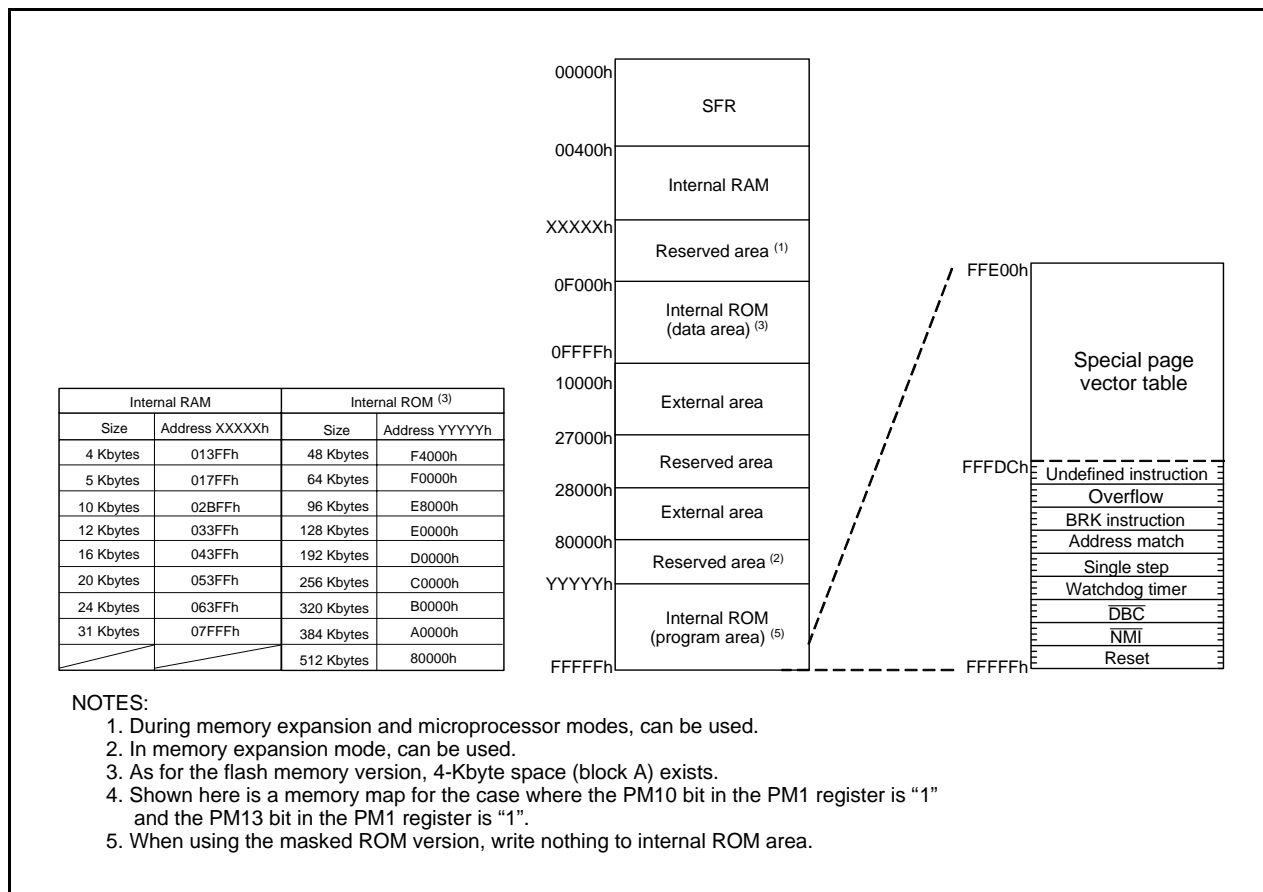 00000h
SFR
00400h
Internal RAM
XXXXXh
Reserved area (1)
0F000h
Internal ROM
(data area) (3)
0FFFFh
10000h
External area
27000h
Reserved area
28000h
External area
80000h
Reserved area (2)
YYYYYh
Internal ROM
(program area) (5)
FFFFFh
FFE00h
Special page
vector table
FFFDCh
Undefined instruction
Overflow
BRK instruction
Address match
Single step
Watchdog timer
DBC
NMI
Reset
FFFFFh
Internal RAM Internal ROM (3)
Size Address XXXXXh Size Address YYYYYh
4 Kbytes 013FFh 48 Kbytes F4000h
5 Kbytes 017FFh 64 Kbytes F0000h
10 Kbytes 02BFFh 96 Kbytes E8000h
12 Kbytes 033FFh 128 Kbytes E0000h
16 Kbytes 043FFh 192 Kbytes D0000h
20 Kbytes 053FFh 256 Kbytes C0000h
24 Kbytes 063FFh 320 Kbytes B0000h
31 Kbytes 07FFFh 384 Kbytes A0000h
512 Kbytes 80000h
NOTES:
1. During memory expansion and microprocessor modes, can be used.
2. In memory expansion mode, can be used.
3. As for the flash memory version, 4-Kbyte space (block A) exists.
4. Shown here is a memory map for the case where the PM10 bit in the PM1 register is “1”
and the PM13 bit in the PM1 register is “1”.
5. When using the masked ROM version, write nothing to internal ROM area.